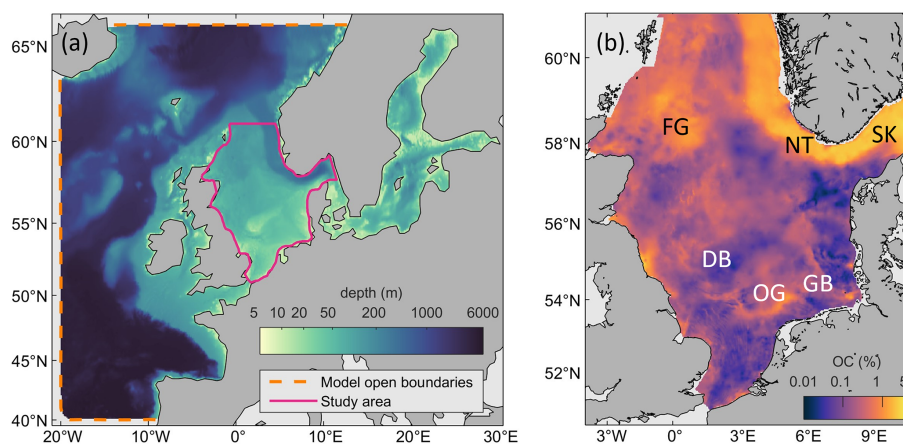 (a)
65°N
60°N
55°N
50°N
45°N
40°N
20°W
10°W
0°
10°E
20°E
30°E
depth (m)
5 10 20 50 200 1000 6000
Model open boundaries
Study area
(b)
60°N
58°N
56°N
55°N
54°N
52°N
3°W 0° 3°E 6°E 9°E
FG
NT
SK
DB
OG
GB
OC (%)
0.01 0.1 1 5